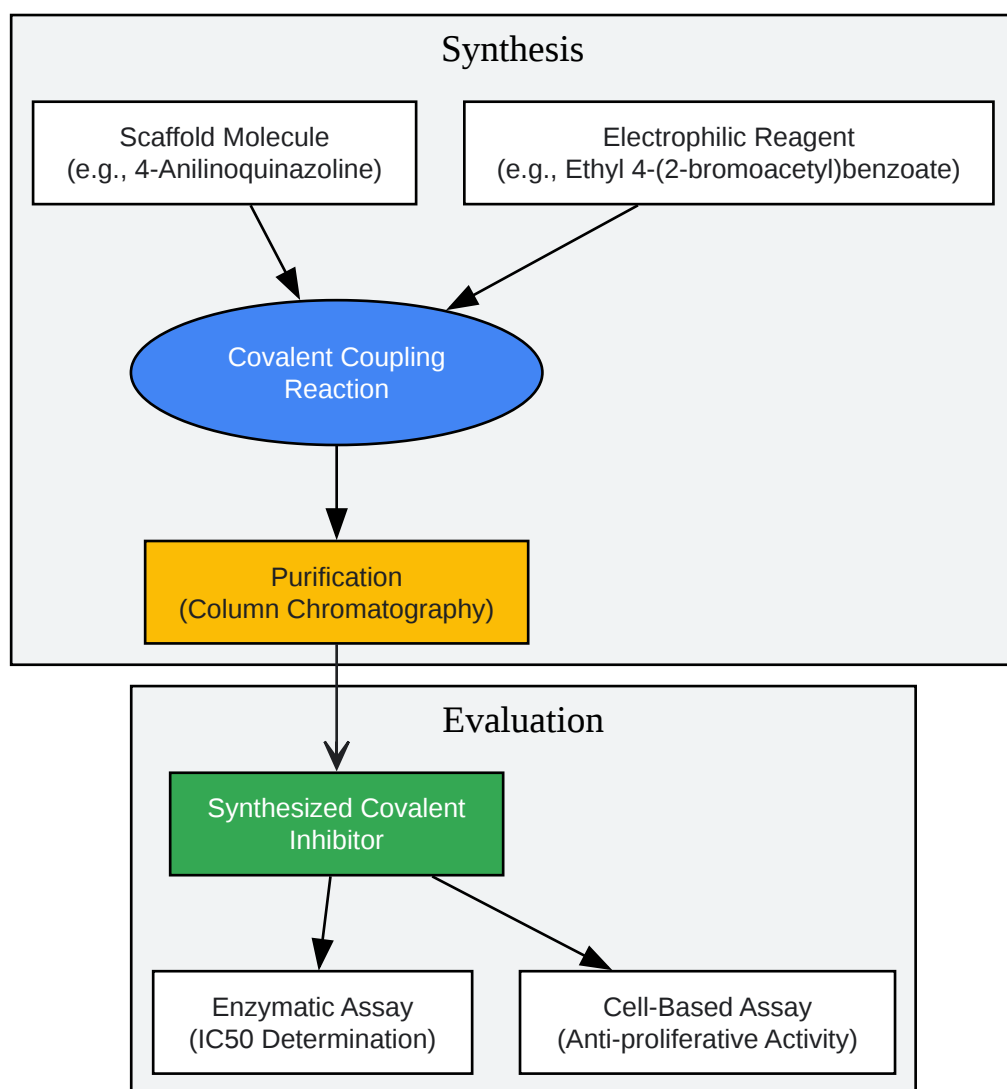 Synthesis
Scaffold Molecule
(e.g., 4-Anilinoquinazoline)
Electrophilic Reagent
(e.g., Ethyl 4-(2-bromoacetyl)benzoate)
Covalent Coupling
Reaction
Purification
(Column Chromatography)
Evaluation
Synthesized Covalent
Inhibitor
Enzymatic Assay
(IC50 Determination)
Cell-Based Assay
(Anti-proliferative Activity)